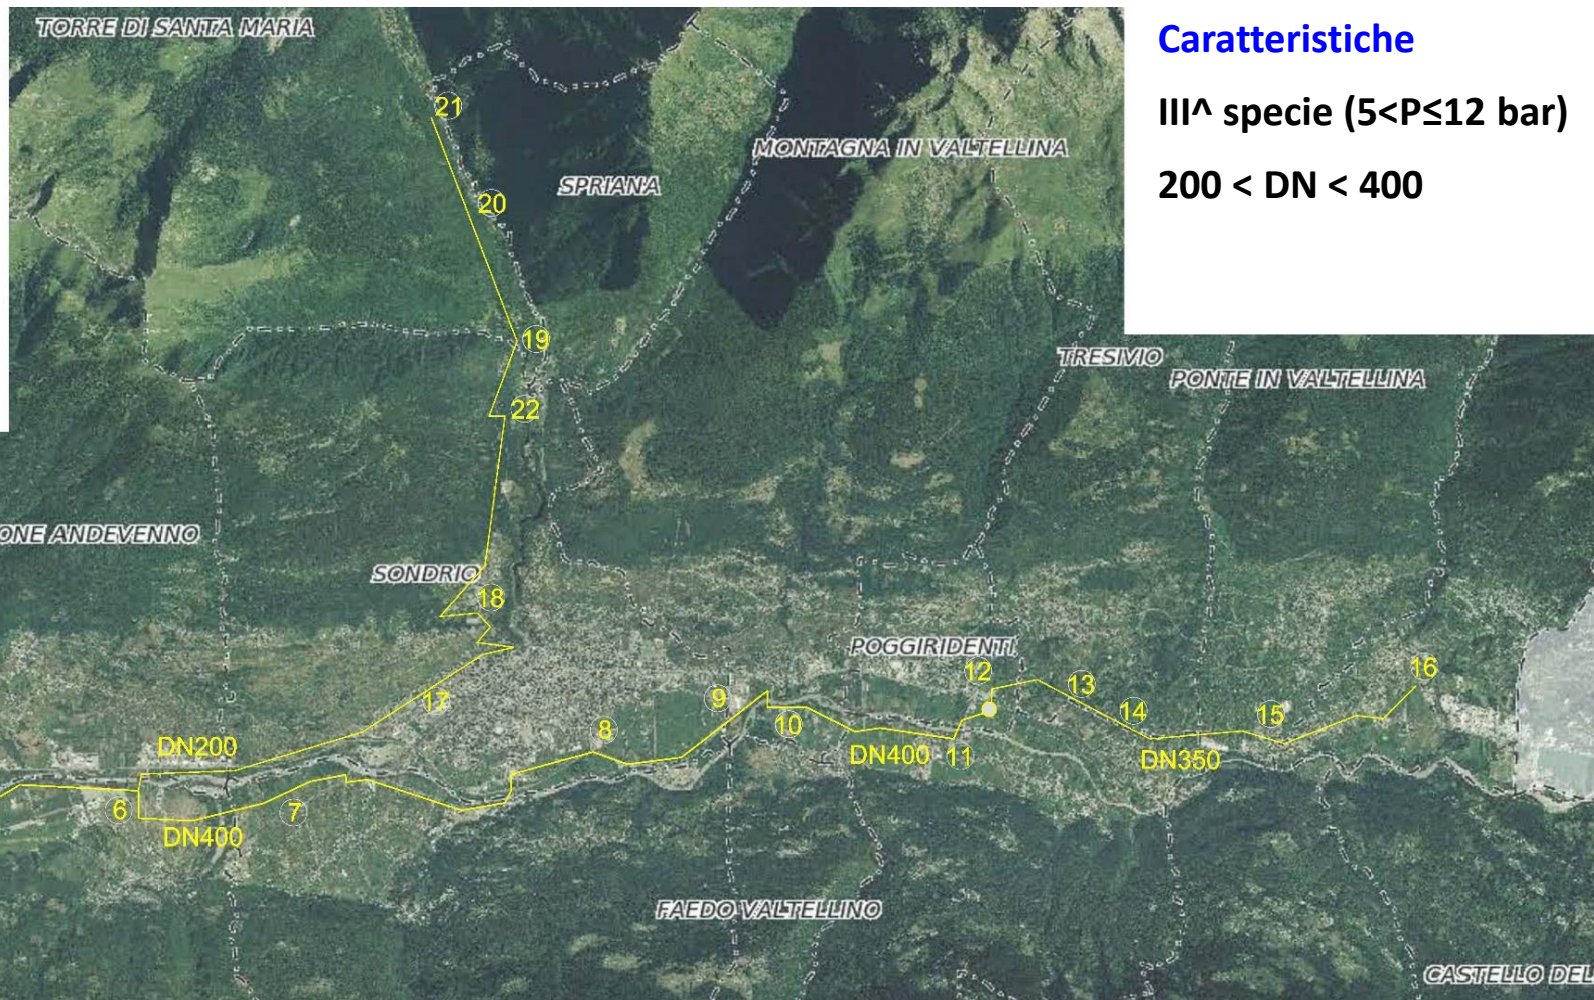 TORRE DI SANTA MARIA
Caratteristiche
III^ specie (5<P≤12 bar)
200 < DN < 400
21
MONTAGNA IN VALTELLINA
SPRIANA
20
19
TRESIVIO
PONTE IN VALTELLINA
22
ONE ANDEVENNO
SONDRIO
18
POGGIRIDENTI
12
16
13
17
9
14
15
10
8
DN200
DN400
11
DN350
6
7
DN400
FAEDO VALTELLINO
CASTELLO DEL